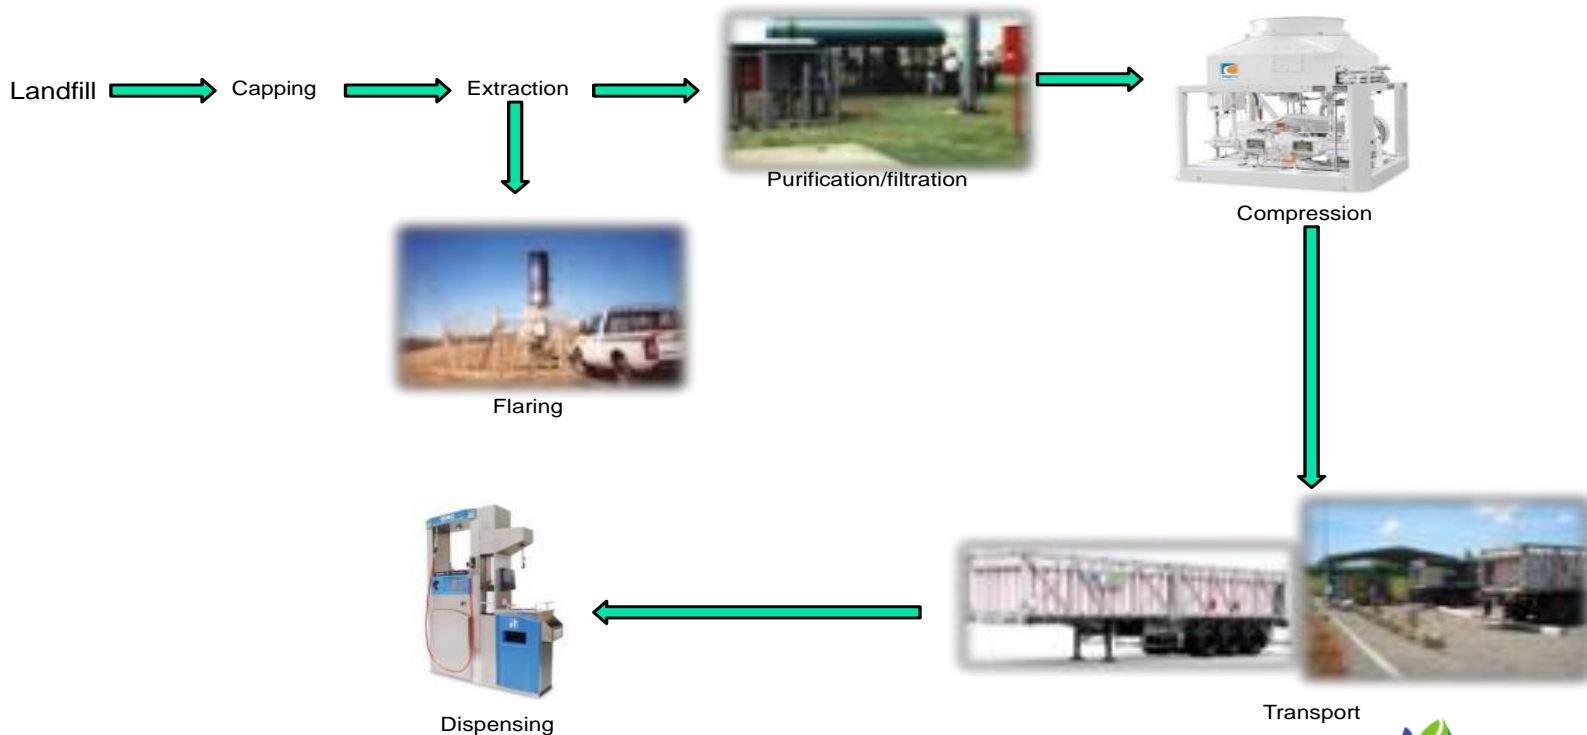 Landfill
Capping
Extraction
Purification/filtration
Compression
Flaring
Dispensing
Transport